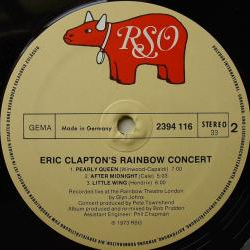 RSO
GEMA
Made in Germany
2394 116
STEREO
33
2
ERIC CLAPTON'S RAINBOW CONCERT
1. PEARLY QUEEN (Winwood-Capaldi) 7:00
2. AFTER MIDNIGHT (Cale) 5:20
3. LITTLE WING (Hendrix) 6:30
Recorded live at the Rainbow Theatre London
by Glyn Johns
Concert produced by Pete Townshend
Album produced and remixed by Bob Pridden
Assistant Engineer: Phil Chapman
℗ 1973 RSO